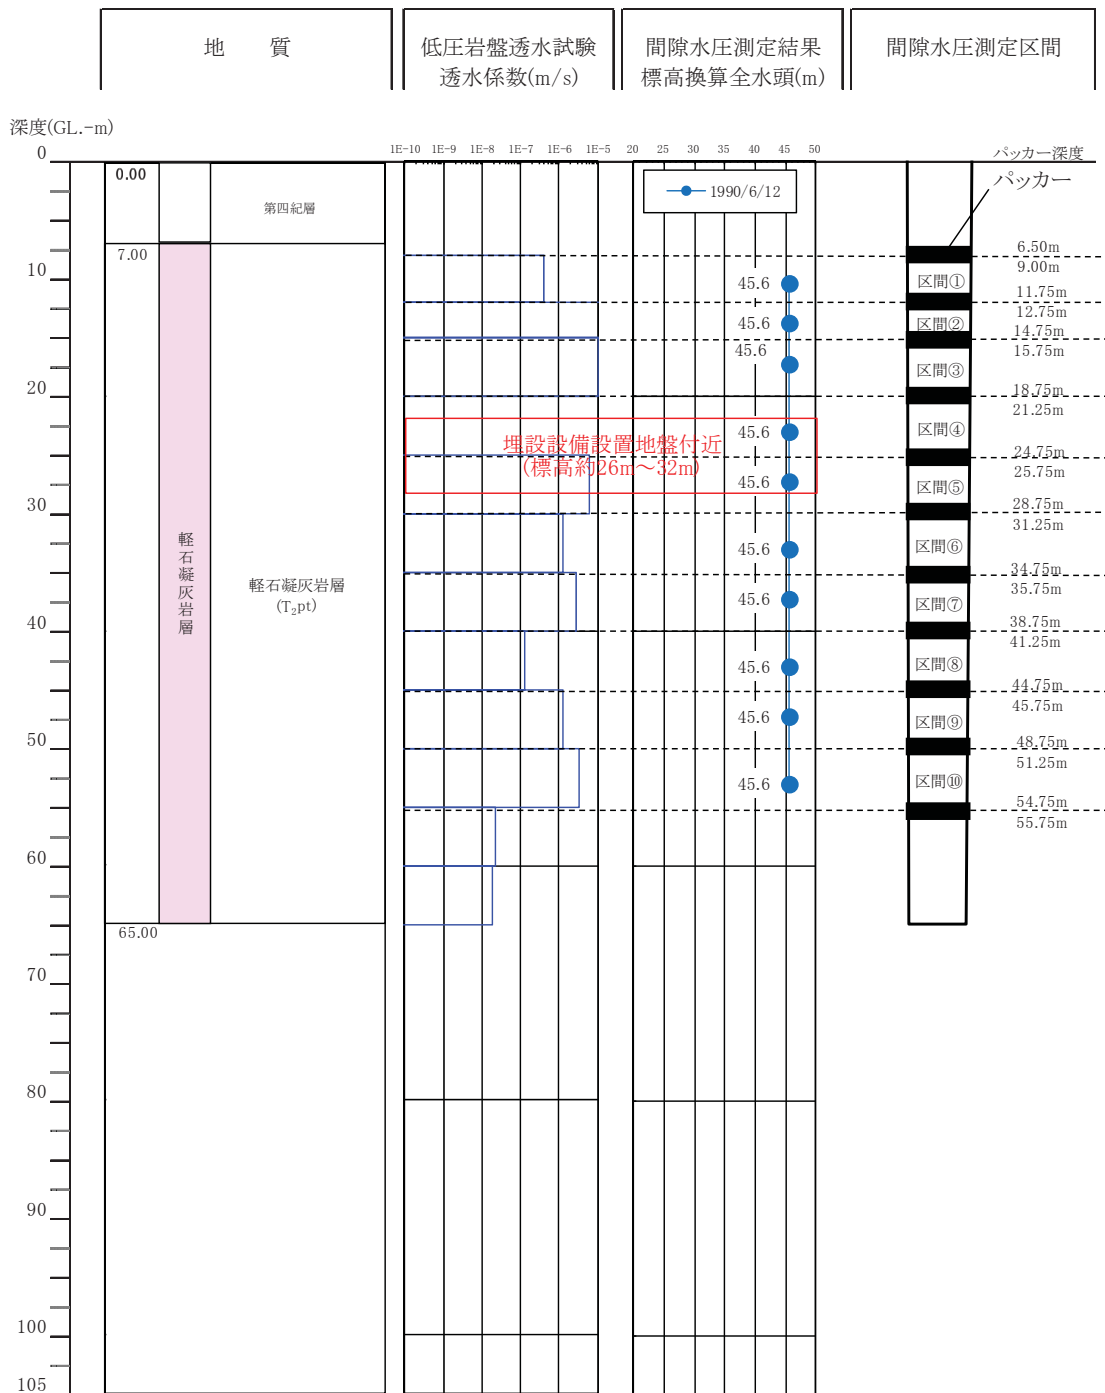 地 質
低圧岩盤透水試験
透水係数(m/s)
間隙水圧測定結果
標高換算全水頭(m)
間隙水圧測定区間
深度(GL.-m)
0
10
20
30
40
50
60
70
80
90
100
105
0.00
第四紀層
7.00
軽石凝灰岩層
軽石凝灰岩層
(T₂pt)
65.00
1E-10 1E-9 1E-8 1E-7 1E-6 1E-5
20 25 30 35 40 45 50
1990/6/12
45.6
45.6
45.6
45.6
45.6
45.6
45.6
45.6
45.6
45.6
埋設設備設置地盤付近
(標高約26m～32m)
パッカー深度
パッカー
区間①
区間②
区間③
区間④
区間⑤
区間⑥
区間⑦
区間⑧
区間⑨
区間⑩
6.50m
9.00m
11.75m
12.75m
14.75m
15.75m
18.75m
21.25m
24.75m
25.75m
28.75m
31.25m
34.75m
35.75m
38.75m
41.25m
44.75m
45.75m
48.75m
51.25m
54.75m
55.75m